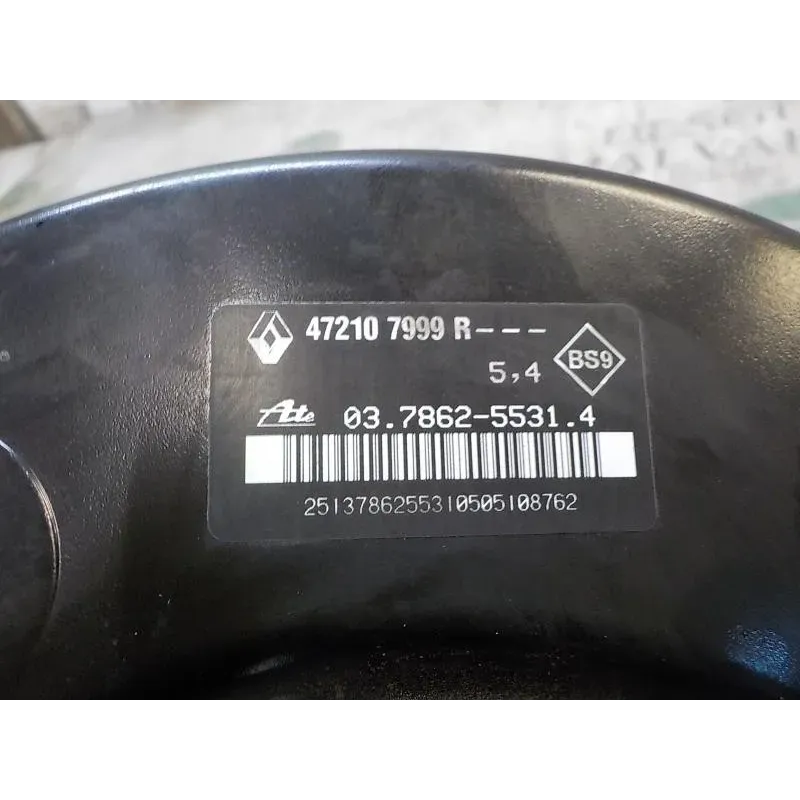 47210 7999 R---
5,4
BS9
Ate 03.7862-5531.4
2513786255310505108762